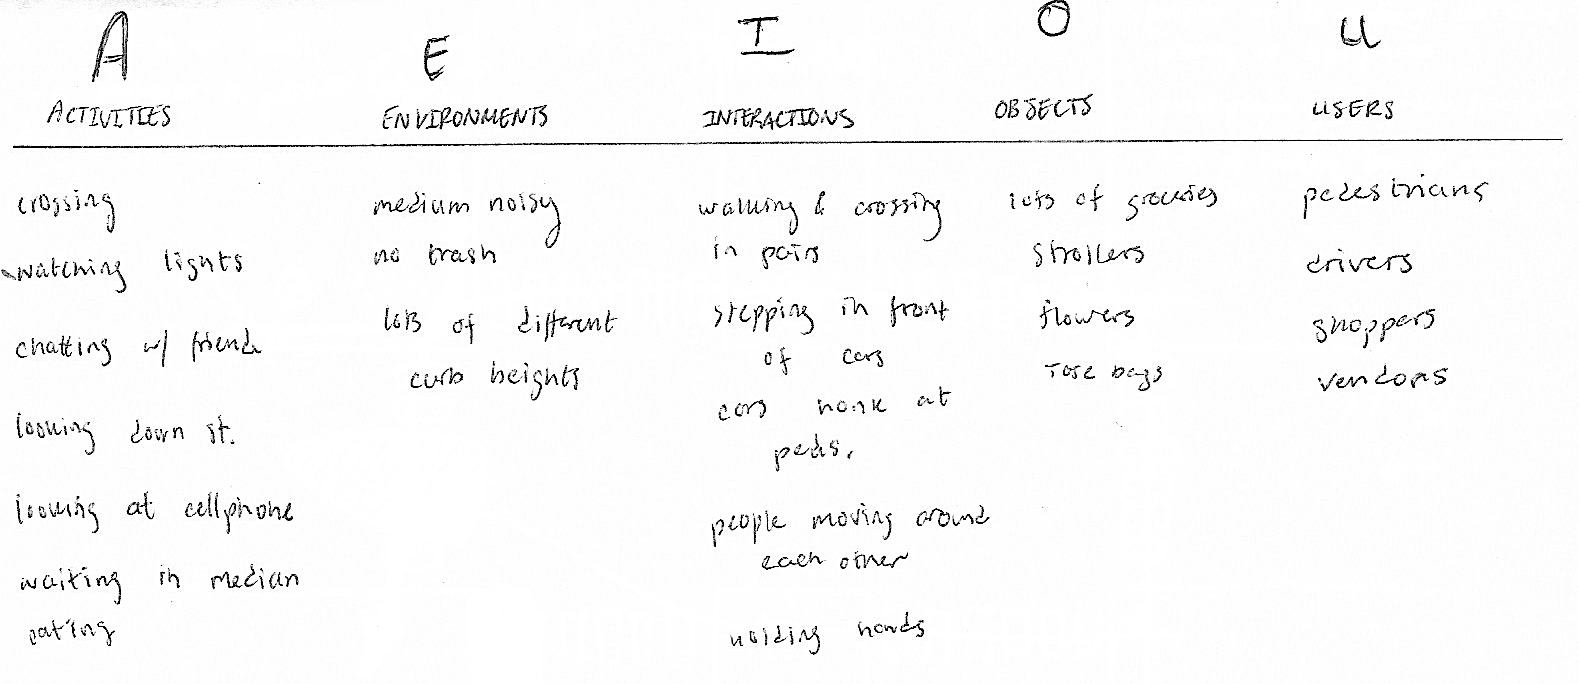 A
ACTIVITIES
crossing
watching lights
chatting w/ friends
looking down st.
looking at cellphone
waiting in median
eating
E
ENVIRONMENTS
medium noisy
no trash
lots of different
curb heights
I
INTERACTIONS
walking & crossing
in pairs
stepping in front
of cars
cars honk at
peds.
people moving around
each other
holding hands
O
OBJECTS
lots of groceries
strollers
flowers
tote bags
U
USERS
pedestrians
drivers
shoppers
vendors